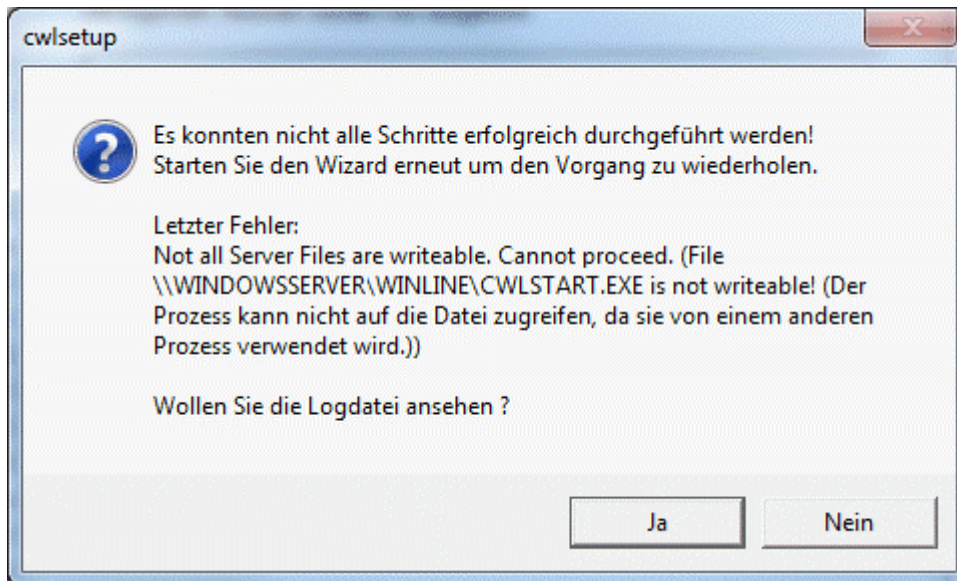 cwlsetup
Es konnten nicht alle Schritte erfolgreich durchgeführt werden!
Starten Sie den Wizard erneut um den Vorgang zu wiederholen.
Letzter Fehler:
Not all Server Files are writeable. Cannot proceed. (File
\\WINDOWSSERVER\WINLINE\CWLSTART.EXE is not writeable! (Der
Prozess kann nicht auf die Datei zugreifen, da sie von einem anderen
Prozess verwendet wird.))
Wollen Sie die Logdatei ansehen ?
Ja
Nein